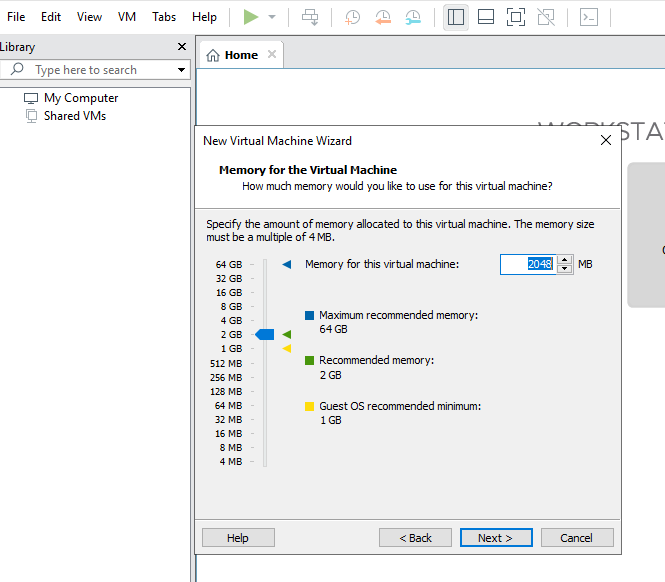 File Edit View VM Tabs Help
Library
Type here to search
My Computer
Shared VMs
Home
New Virtual Machine Wizard
Memory for the Virtual Machine
How much memory would you like to use for this virtual machine?
Specify the amount of memory allocated to this virtual machine. The memory size
must be a multiple of 4 MB.
64 GB
32 GB
16 GB
8 GB
4 GB
2 GB
1 GB
512 MB
256 MB
128 MB
64 MB
32 MB
16 MB
8 MB
4 MB
Memory for this virtual machine: 2048 MB
Maximum recommended memory:
64 GB
Recommended memory:
2 GB
Guest OS recommended minimum:
1 GB
Help
< Back
Next >
Cancel